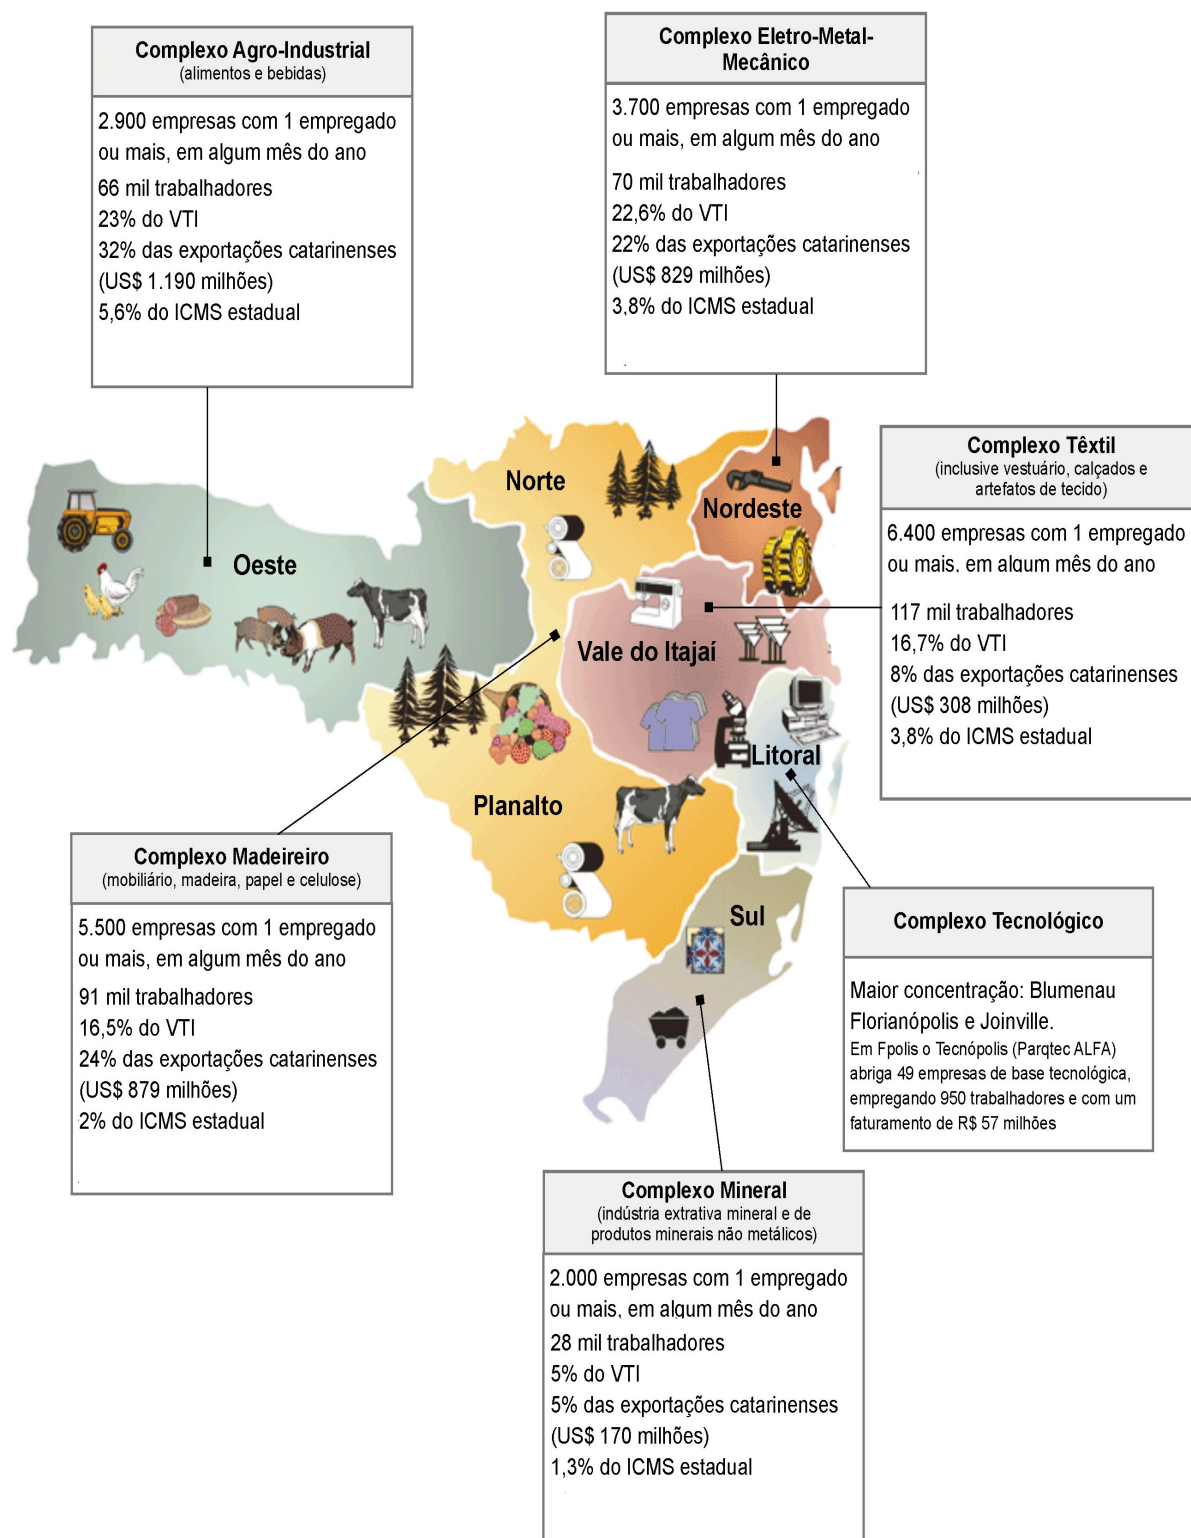 Complexo Agro-Industrial
(alimentos e bebidas)
2.900 empresas com 1 empregado
ou mais, em algum mês do ano
66 mil trabalhadores
23% do VTI
32% das exportações catarinenses
(US$ 1.190 milhões)
5,6% do ICMS estadual
Complexo Eletro-Metal-
Mecânico
3.700 empresas com 1 empregado
ou mais, em algum mês do ano
70 mil trabalhadores
22,6% do VTI
22% das exportações catarinenses
(US$ 829 milhões)
3,8% do ICMS estadual
Complexo Têxtil
(inclusive vestuário, calçados e
artefatos de tecido)
6.400 empresas com 1 empregado
ou mais, em algum mês do ano
117 mil trabalhadores
16,7% do VTI
8% das exportações catarinenses
(US$ 308 milhões)
3,8% do ICMS estadual
Norte
Nordeste
Oeste
Vale do Itajaí
Litoral
Planalto
Sul
Complexo Madeireiro
(mobiliário, madeira, papel e celulose)
5.500 empresas com 1 empregado
ou mais, em algum mês do ano
91 mil trabalhadores
16,5% do VTI
24% das exportações catarinenses
(US$ 879 milhões)
2% do ICMS estadual
Complexo Tecnológico
Maior concentração: Blumenau
Florianópolis e Joinville.
Em Fpolis o Tecnópolis (Parqtec ALFA)
abriga 49 empresas de base tecnológica,
empregando 950 trabalhadores e com um
faturamento de R$ 57 milhões
Complexo Mineral
(indústria extrativa mineral e de
produtos minerais não metálicos)
2.000 empresas com 1 empregado
ou mais, em algum mês do ano
28 mil trabalhadores
5% do VTI
5% das exportações catarinenses
(US$ 170 milhões)
1,3% do ICMS estadual